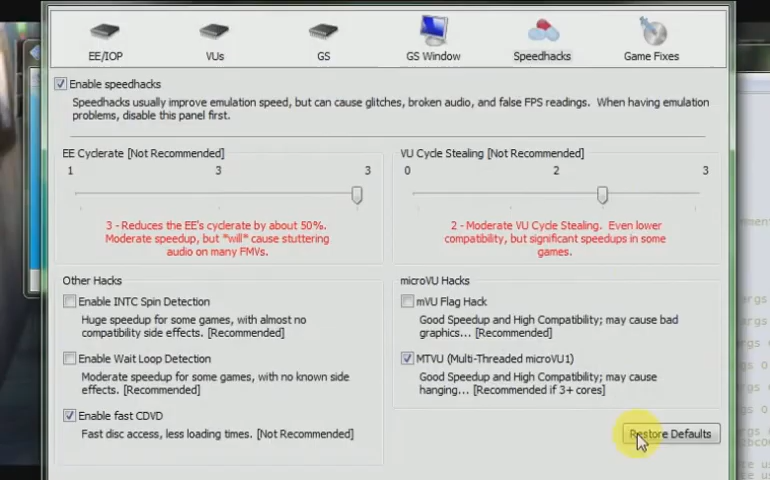 EE/IOP VUs GS GS Window Speedhacks Game Fixes
Enable speedhacks
Speedhacks usually improve emulation speed, but can cause glitches, broken audio, and false FPS readings. When having emulation
problems, disable this panel first.
EE Cyclerate [Not Recommended]
1 3 3
3 - Reduces the EE's cyclerate by about 50%.
Moderate speedup, but *will* cause stuttering
audio on many FMVs.
VU Cycle Stealing [Not Recommended]
0 2 3
2 - Moderate VU Cycle Stealing. Even lower
compatibility, but significant speedups in some
games.
Other Hacks
Enable INTC Spin Detection
Huge speedup for some games, with almost no
compatibility side effects. [Recommended]
Enable Wait Loop Detection
Moderate speedup for some games, with no known side
effects. [Recommended]
Enable fast CDVD
Fast disc access, less loading times. [Not Recommended]
microVU Hacks
mVU Flag Hack
Good Speedup and High Compatibility; may cause bad
graphics... [Recommended]
MTVU (Multi-Threaded microVU1)
Good Speedup and High Compatibility; may cause
hanging... [Recommended if 3+ cores]
Restore Defaults